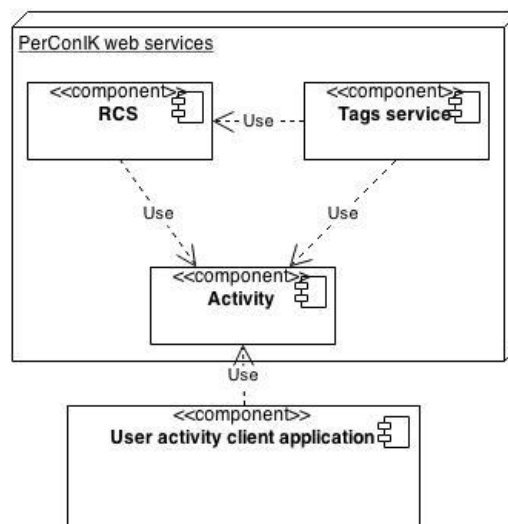 PerConIK web services
<<component>>
RCS
<<component>>
Tags service
Use
Use
Use
<<component>>
Activity
Use
<<component>>
User activity client application